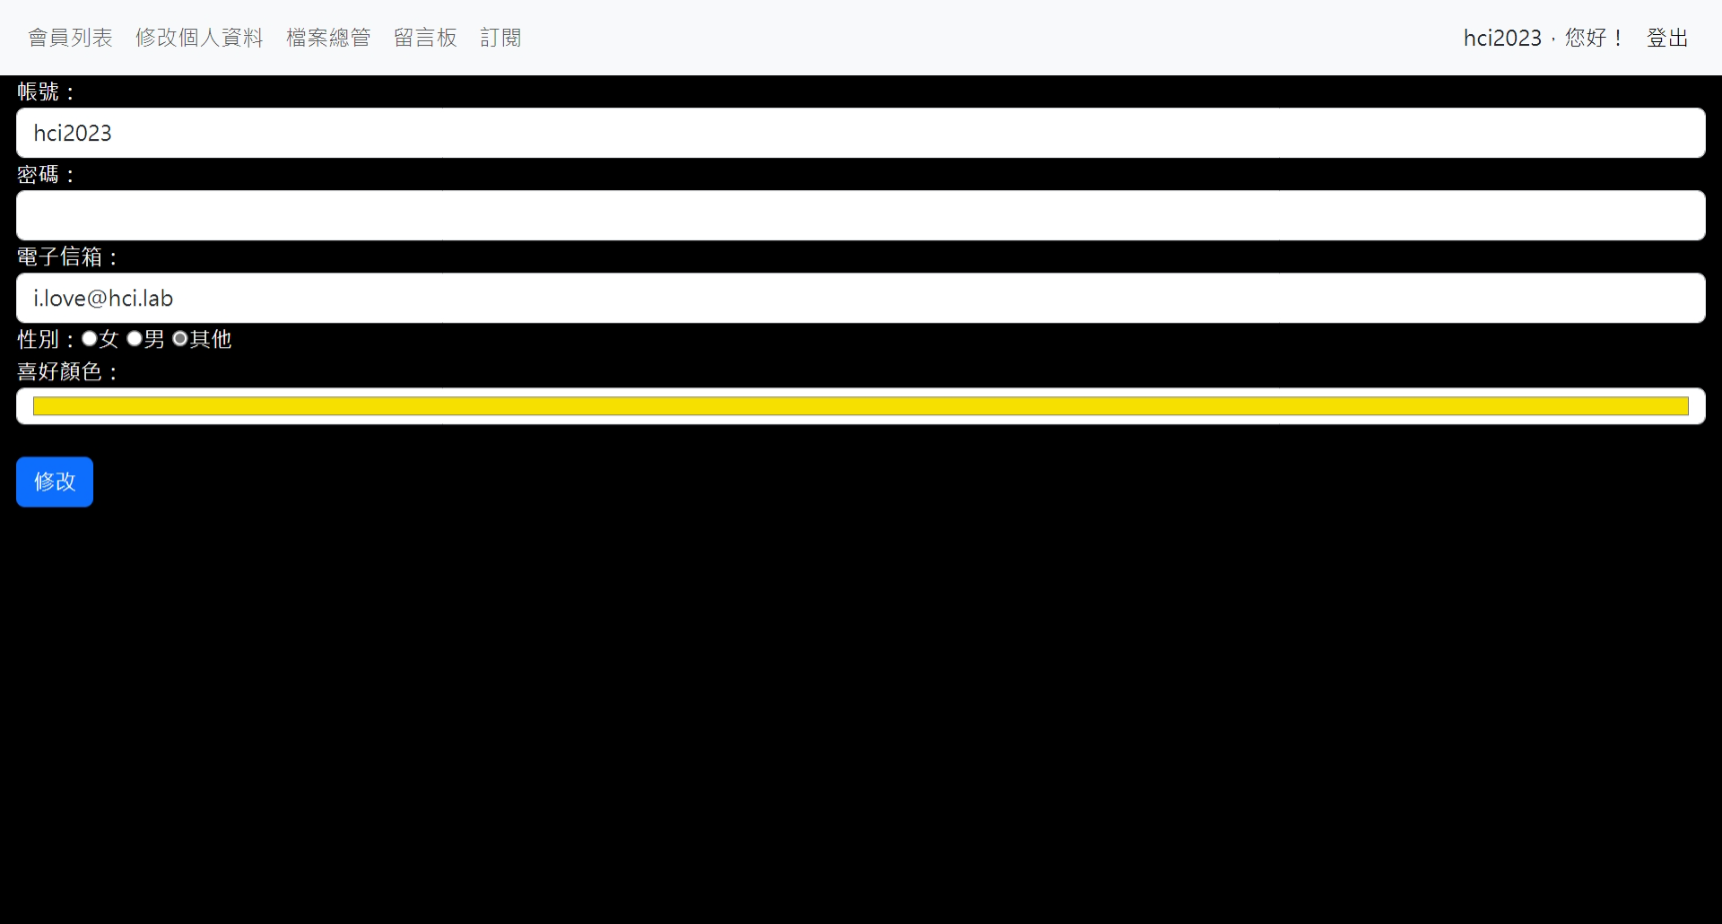 會員列表 修改個人資料 檔案總管 留言板 訂閱 hci2023,您好! 登出
帳號:
hci2023
密碼:
電子信箱:
i.love@hci.lab
性別:女 男 其他
喜好顏色:
修改